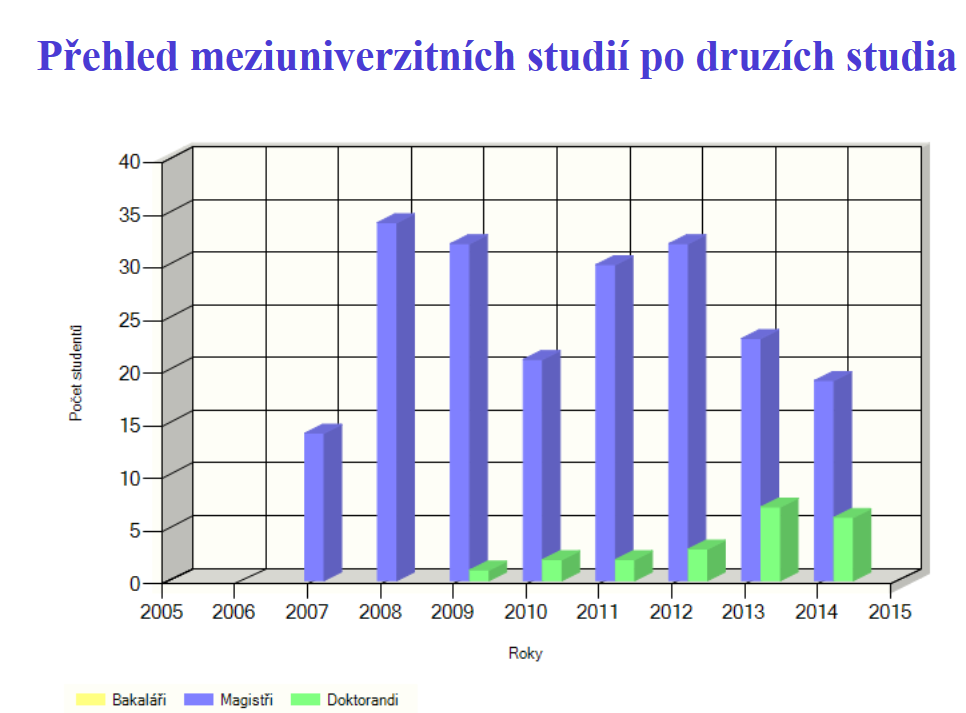 Přehled meziuniverzitních studií po druzích studia
40
35
30
25
20
15
10
5
0
Počet studentů
2005 2006 2007 2008 2009 2010 2011 2012 2013 2014 2015
Roky
Bakaláři Magistři Doktorandi